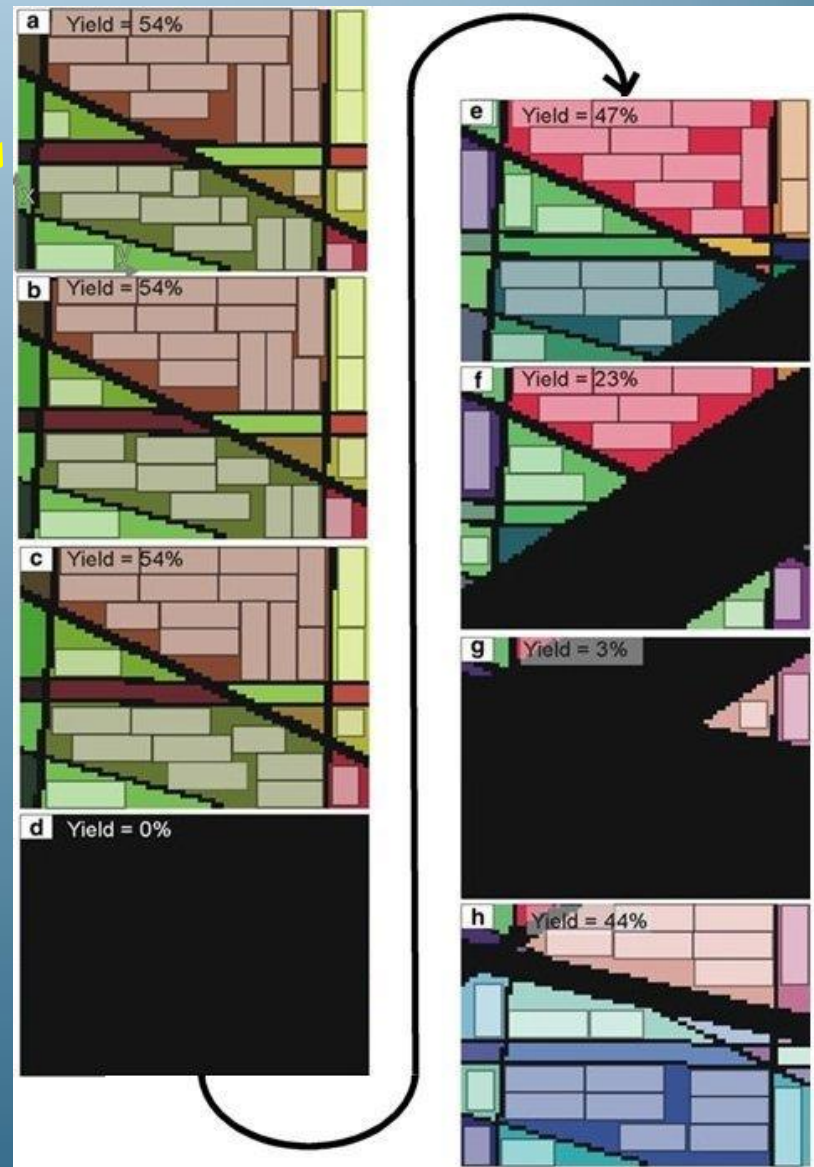 a Yield = 54%
X
y
b Yield = 54%
c Yield = 54%
d Yield = 0%
e Yield = 47%
f Yield = 23%
g Yield = 3%
h Yield = 44%